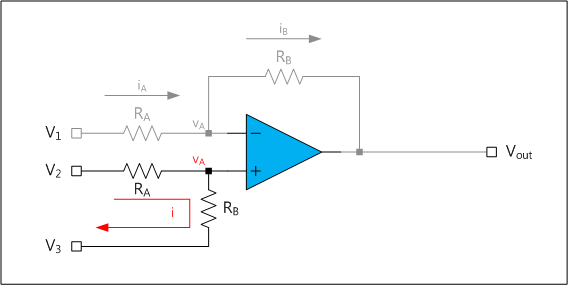 iB
RB
iA
RA
V1
vA
−
V2
vA
+
Vout
RA
i
RB
V3